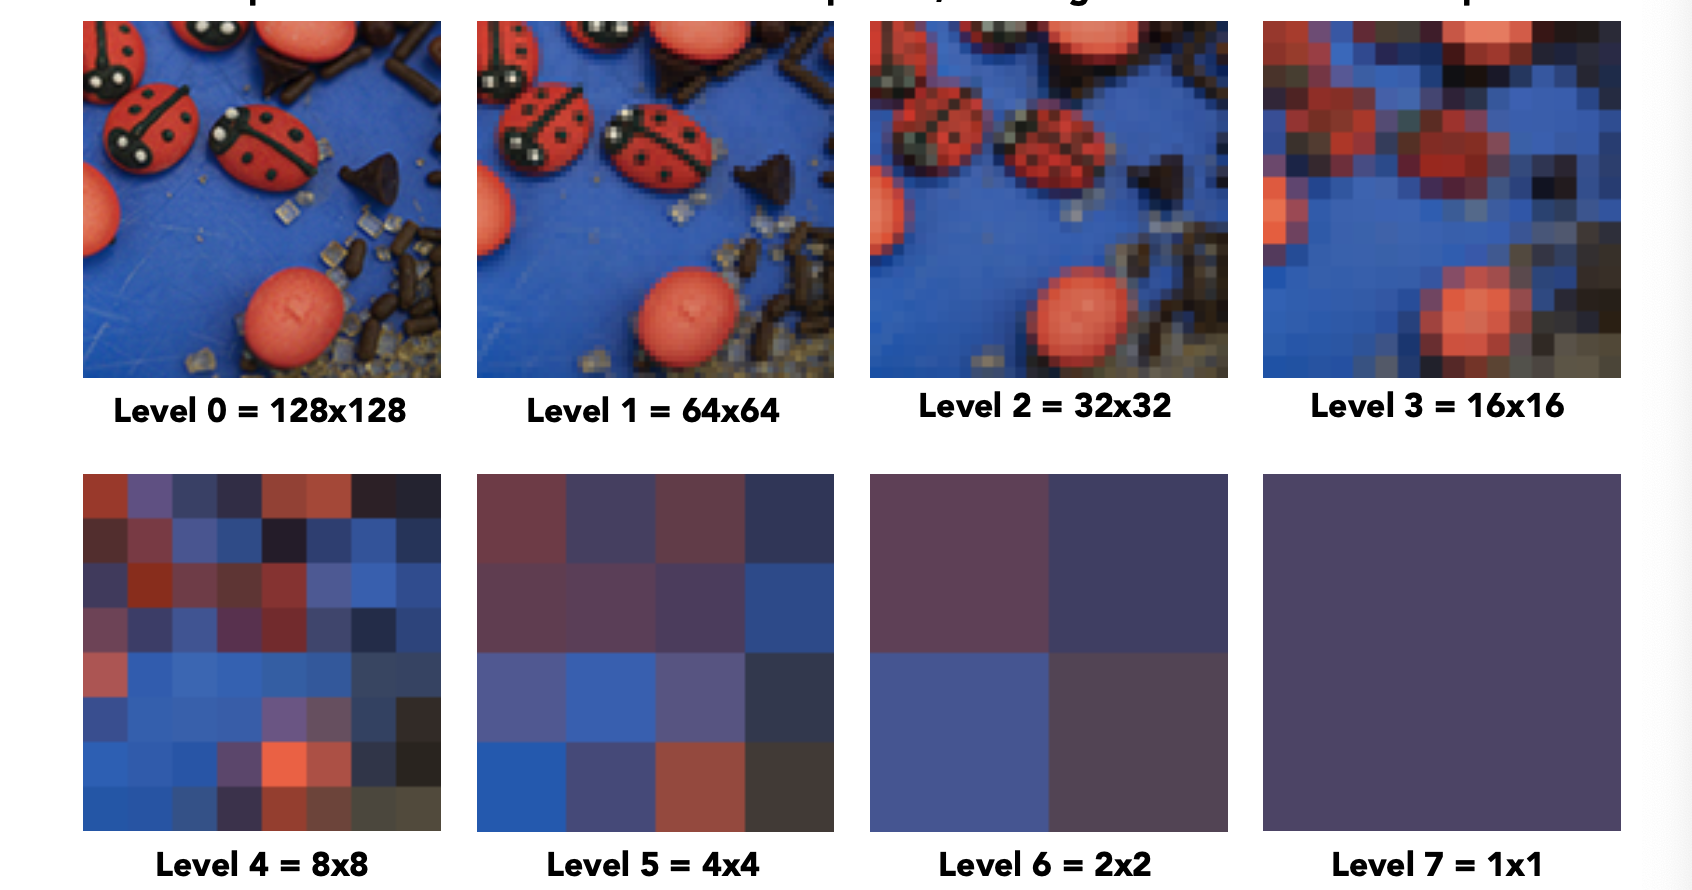 Level 0 = 128x128
Level 1 = 64x64
Level 2 = 32x32
Level 3 = 16x16
Level 4 = 8x8
Level 5 = 4x4
Level 6 = 2x2
Level 7 = 1x1